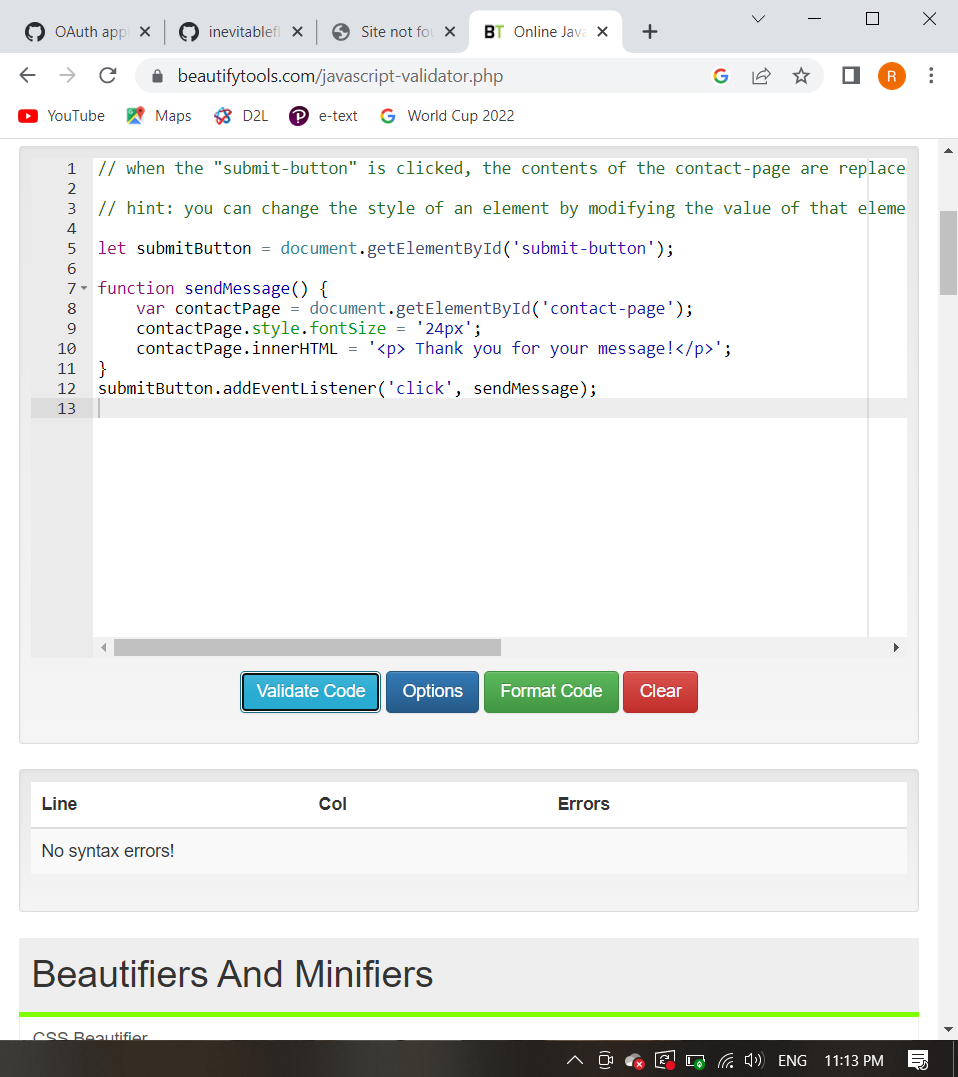 OAuth app
inevitablefl
Site not fo
BT Online Java
beautifytools.com/javascript-validator.php
R
YouTube
Maps
D2L
e-text
World Cup 2022
1 // when the "submit-button" is clicked, the contents of the contact-page are replace
2
3 // hint: you can change the style of an element by modifying the value of that eleme
4
5 let submitButton = document.getElementById('submit-button');
6
7 function sendMessage() {
8 var contactPage = document.getElementById('contact-page');
9 contactPage.style.fontSize = '24px';
10 contactPage.innerHTML = '<p> Thank you for your message!</p>';
11 }
12 submitButton.addEventListener('click', sendMessage);
13
Validate Code
Options
Format Code
Clear
Line Col Errors
No syntax errors!
Beautifiers And Minifiers
CSS Beautifier
ENG 11:13 PM